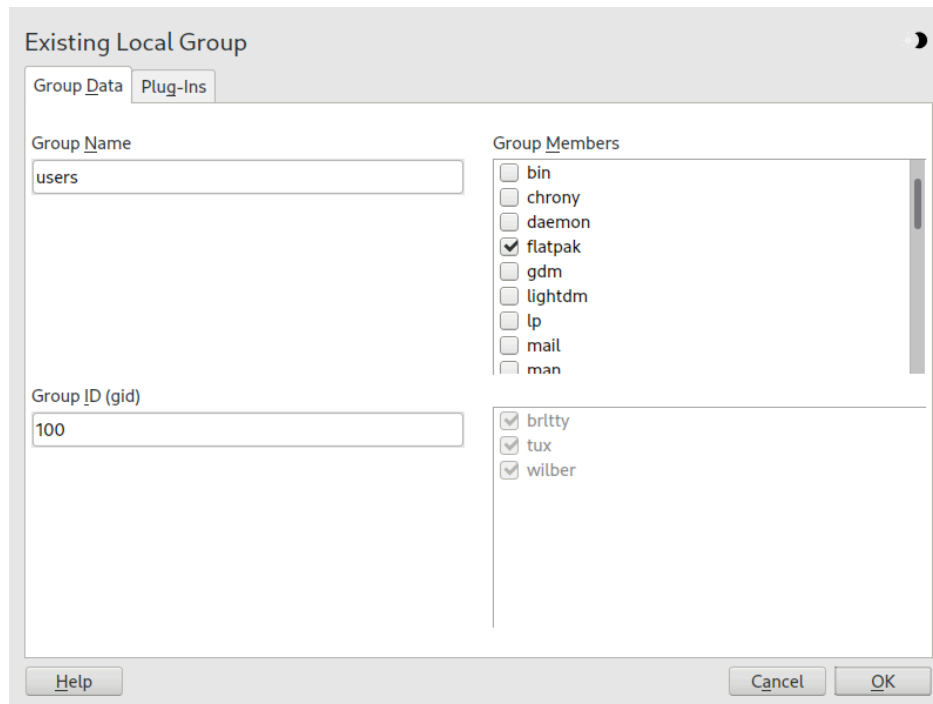 Existing Local Group
Group Data
Plug-Ins
Group Name
users
Group Members
bin
chrony
daemon
flatpak
gdm
lightdm
lp
mail
man
Group ID (gid)
100
brltty
tux
wilber
Help
Cancel
OK